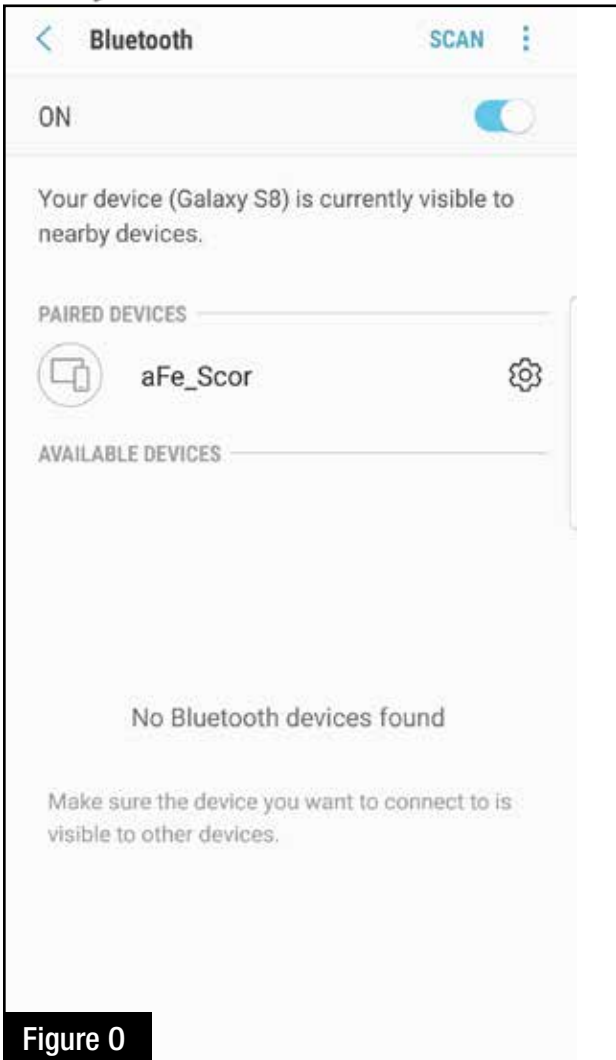 Bluetooth SCAN
ON
Your device (Galaxy S8) is currently visible to
nearby devices.
PAIRED DEVICES
aFe_Scor
AVAILABLE DEVICES
No Bluetooth devices found
Make sure the device you want to connect to is
visible to other devices.
Figure O